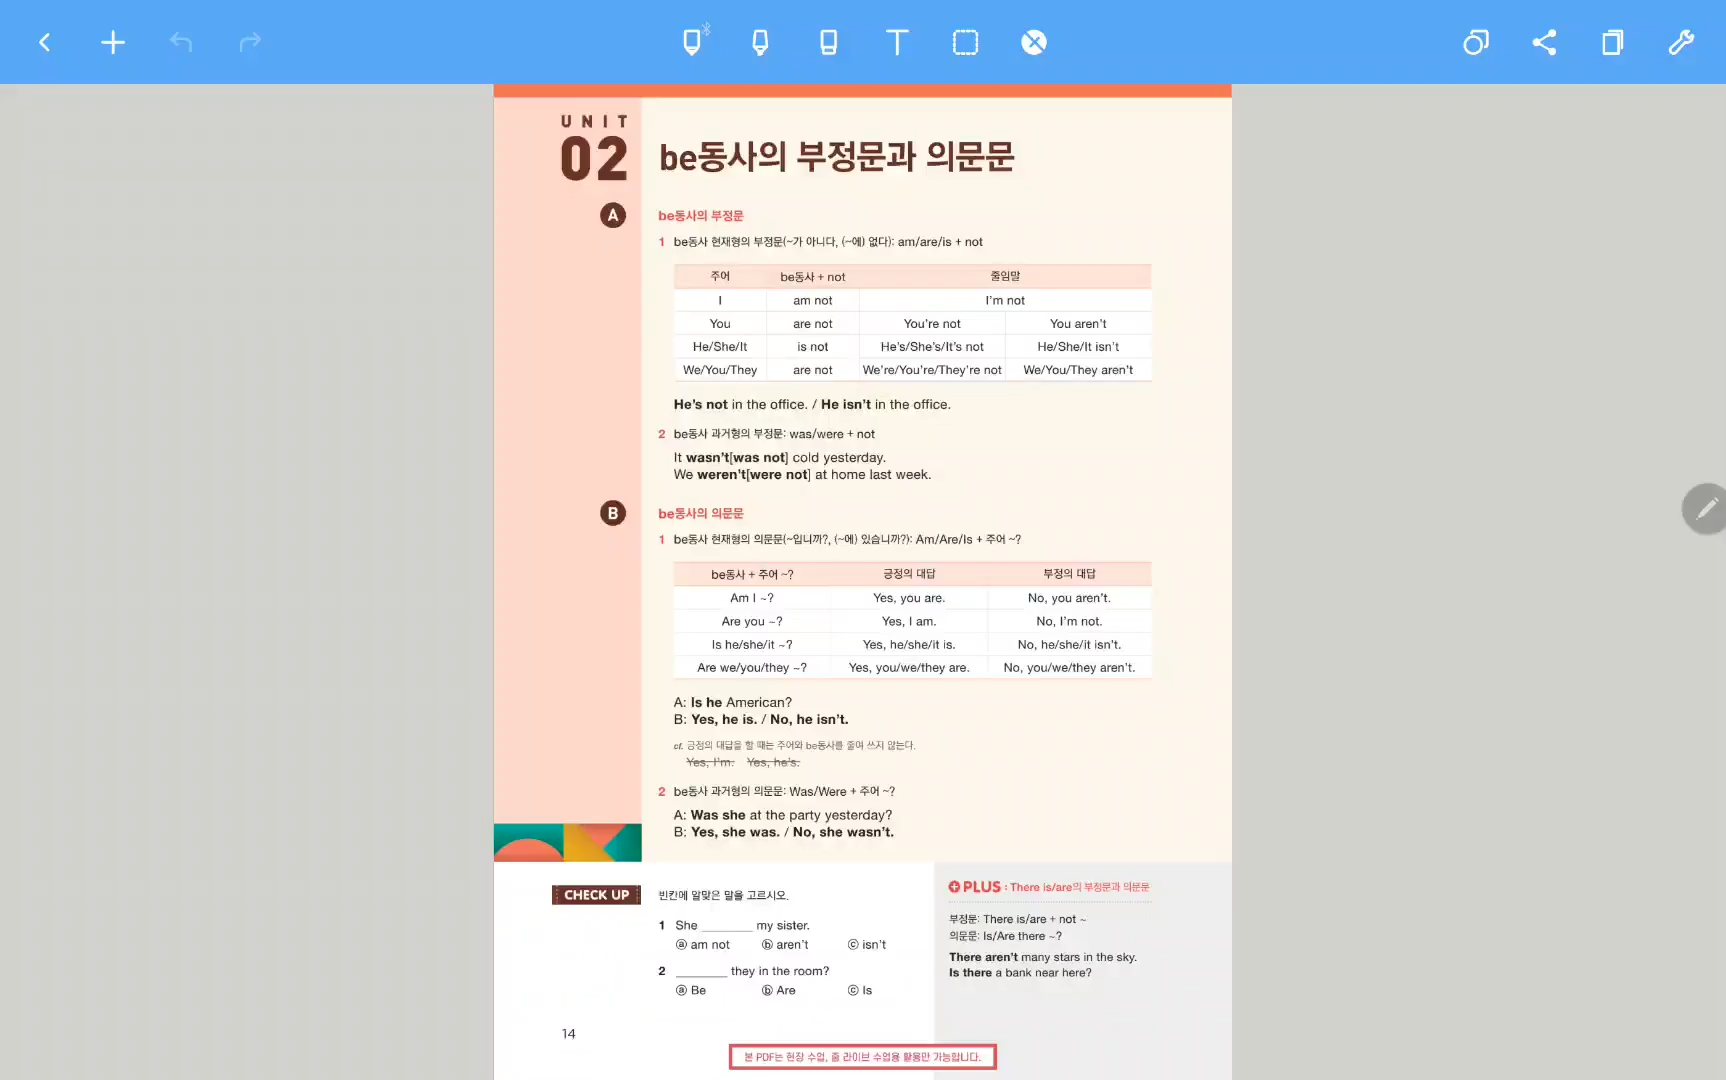 UNIT
02
be동사의 부정문과 의문문
A
be동사의 부정문
1 be동사 현재형의 부정문(~가 아니다, (~에) 없다): am/are/is + not
주어 be동사 + not 줄임말
I am not I'm not
You are not You're not You aren't
He/She/It is not He's/She's/It's not He/She/It isn't
We/You/They are not We're/You're/They're not We/You/They aren't
He's not in the office. / He isn't in the office.
2 be동사 과거형의 부정문: was/were + not
It wasn't[was not] cold yesterday.
We weren't[were not] at home last week.
B
be동사의 의문문
1 be동사 현재형의 의문문(~입니까?, (~에) 있습니까?): Am/Are/Is + 주어 ~?
be동사 + 주어 ~? 긍정의 대답 부정의 대답
Am I ~? Yes, you are. No, you aren't.
Are you ~? Yes, I am. No, I'm not.
Is he/she/it ~? Yes, he/she/it is. No, he/she/it isn't.
Are we/you/they ~? Yes, you/we/they are. No, you/we/they aren't.
A: Is he American?
B: Yes, he is. / No, he isn't.
cf. 긍정의 대답을 할 때는 주어와 be동사를 줄여 쓰지 않는다.
Yes, I'm. Yes, he's.
2 be동사 과거형의 의문문: Was/Were + 주어 ~?
A: Was she at the party yesterday?
B: Yes, she was. / No, she wasn't.
CHECK UP
빈칸에 알맞은 말을 고르시오.
1 She ________ my sister.
ⓐ am not ⓑ aren't ⓒ isn't
2 ________ they in the room?
ⓐ Be ⓑ Are ⓒ Is
PLUS : There is/are의 부정문과 의문문
부정문: There is/are + not ~
의문문: Is/Are there ~?
There aren't many stars in the sky.
Is there a bank near here?
14
본 PDF는 현장 수업, 줌 라이브 수업용 활용만 가능합니다.